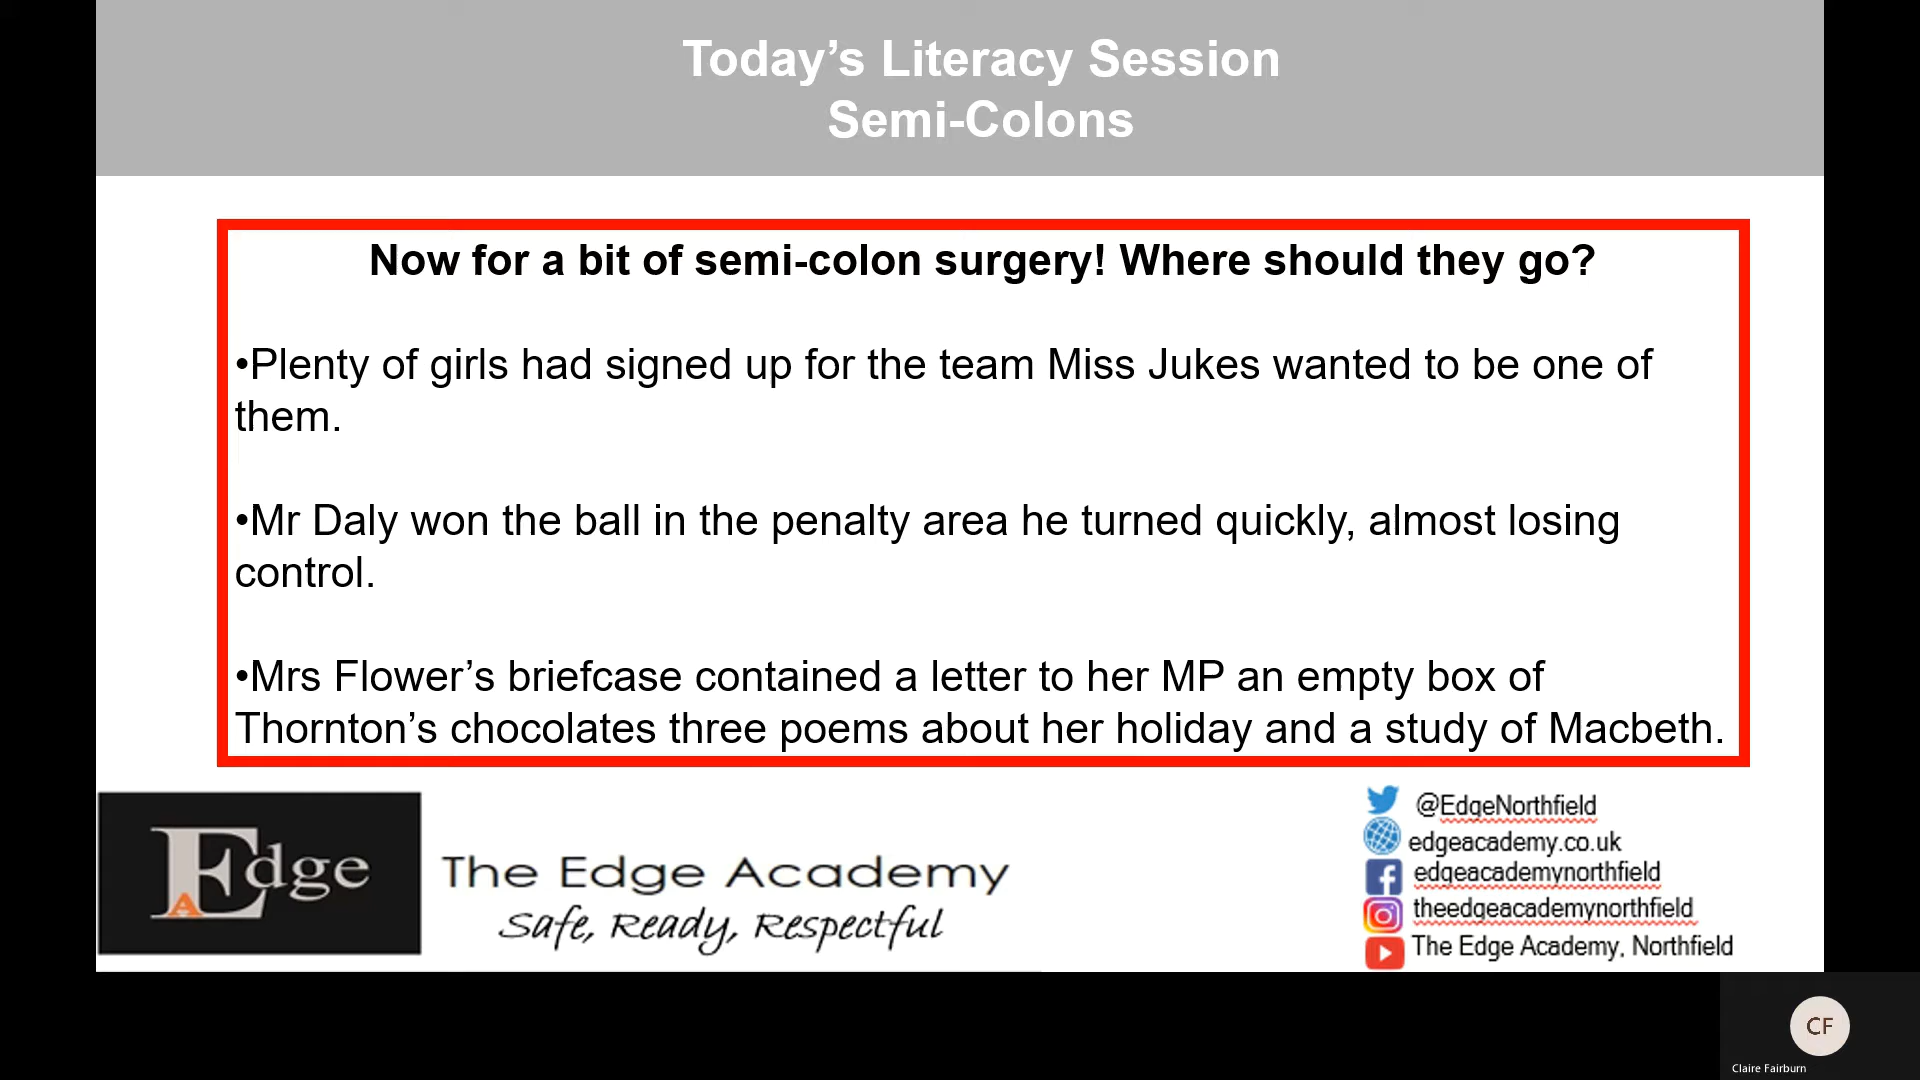 Today’s Literacy Session
Semi-Colons
Now for a bit of semi-colon surgery! Where should they go?
•Plenty of girls had signed up for the team Miss Jukes wanted to be one of
them.
•Mr Daly won the ball in the penalty area he turned quickly, almost losing
control.
•Mrs Flower’s briefcase contained a letter to her MP an empty box of
Thornton’s chocolates three poems about her holiday and a study of Macbeth.
Edge
A
The Edge Academy
Safe, Ready, Respectful
@EdgeNorthfield
edgeacademy.co.uk
edgeacademynorthfield
theedgeacademynorthfield
The Edge Academy, Northfield
CF
Claire Fairburn